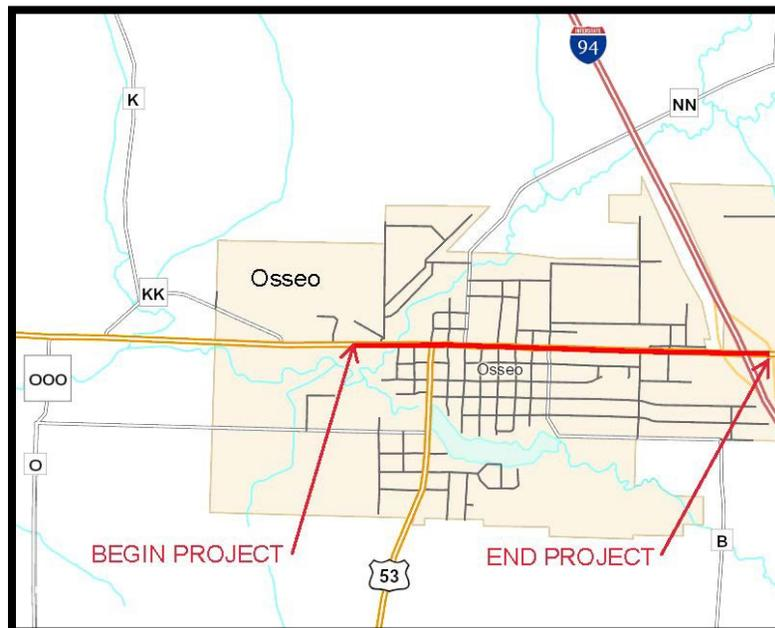 INTERSTATE
94
K
NN
Osseo
KK
OOO
Osseo
O
BEGIN PROJECT
END PROJECT
B
53